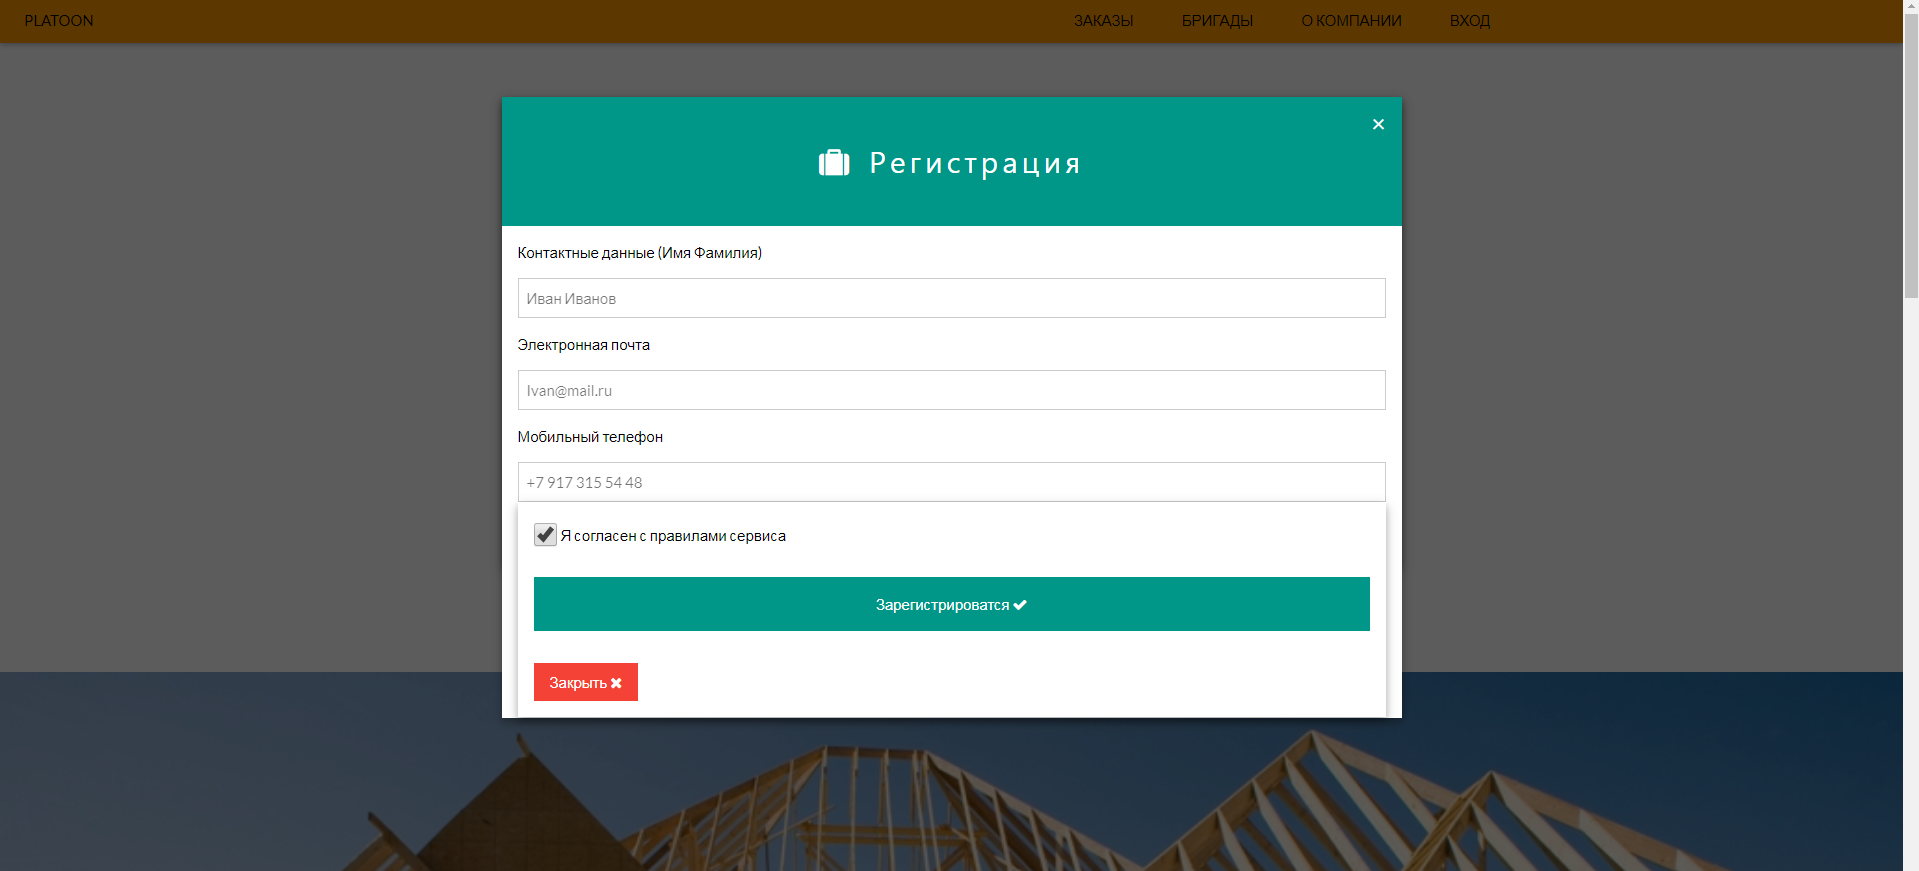 PLATOON
ЗАКАЗЫ
БРИГАДЫ
О КОМПАНИИ
ВХОД
Регистрация
Контактные данные (Имя Фамилия)
Иван Иванов
Электронная почта
Ivan@mail.ru
Мобильный телефон
+7 917 315 54 48
Я согласен с правилами сервиса
Зарегистрироватся
Закрыть